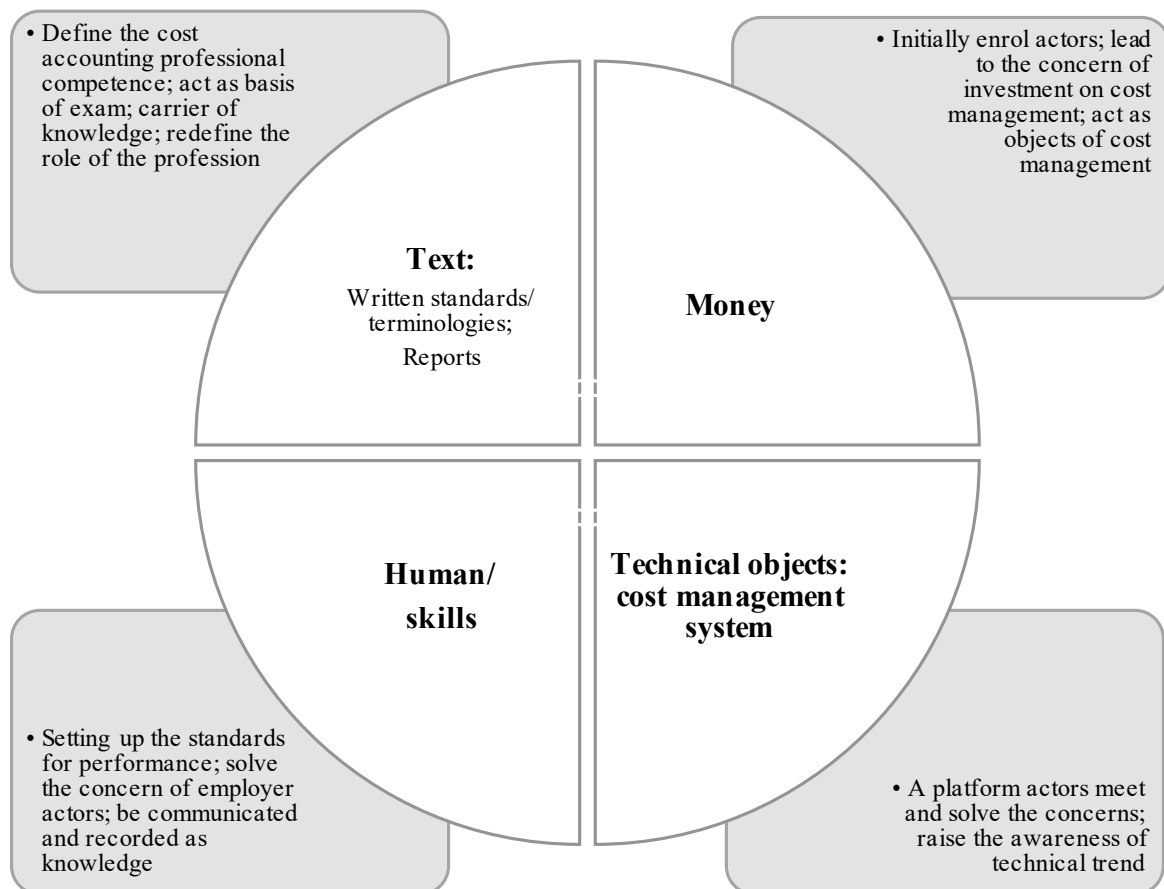 • Define the cost
accounting professional
competence; act as basis
of exam; carrier of
knowledge; redefine the
role of the profession
• Initially enrol actors; lead
to the concern of
investment on cost
management; act as
objects of cost
management
Text:
Written standards/
terminologies;
Reports
Money
Human/
skills
Technical objects:
cost management
system
• Setting up the standards
for performance; solve
the concern of employer
actors; be communicated
and recorded as
knowledge
• A platform actors meet
and solve the concerns;
raise the awareness of
technical trend